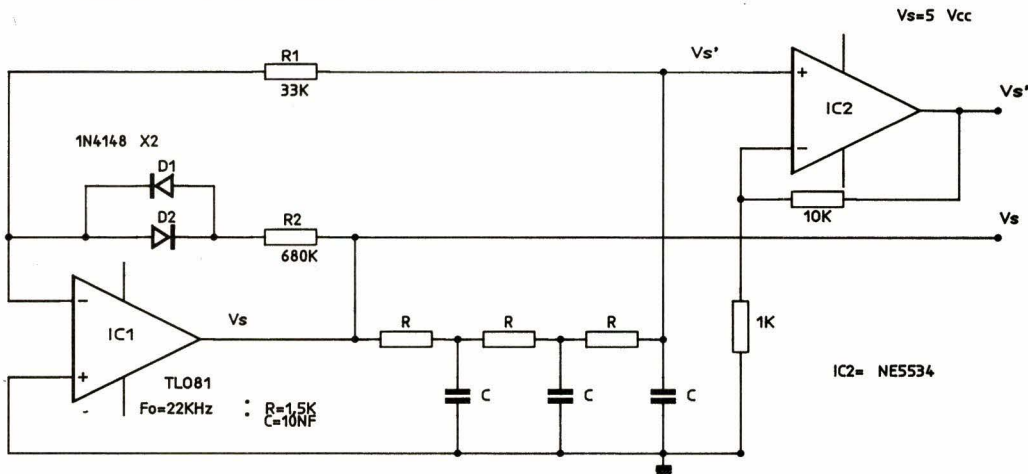 Vs=5 Vcc
R1
33K
Vs'
+
IC2
-
Vs'
1N4148 X2
D1
D2
R2
680K
10K
Vs
-
IC1
+
Vs
R
R
R
1K
TL081
C
C
C
IC2= NE5534
Fo=22KHz : R=1,5K
C=10NF